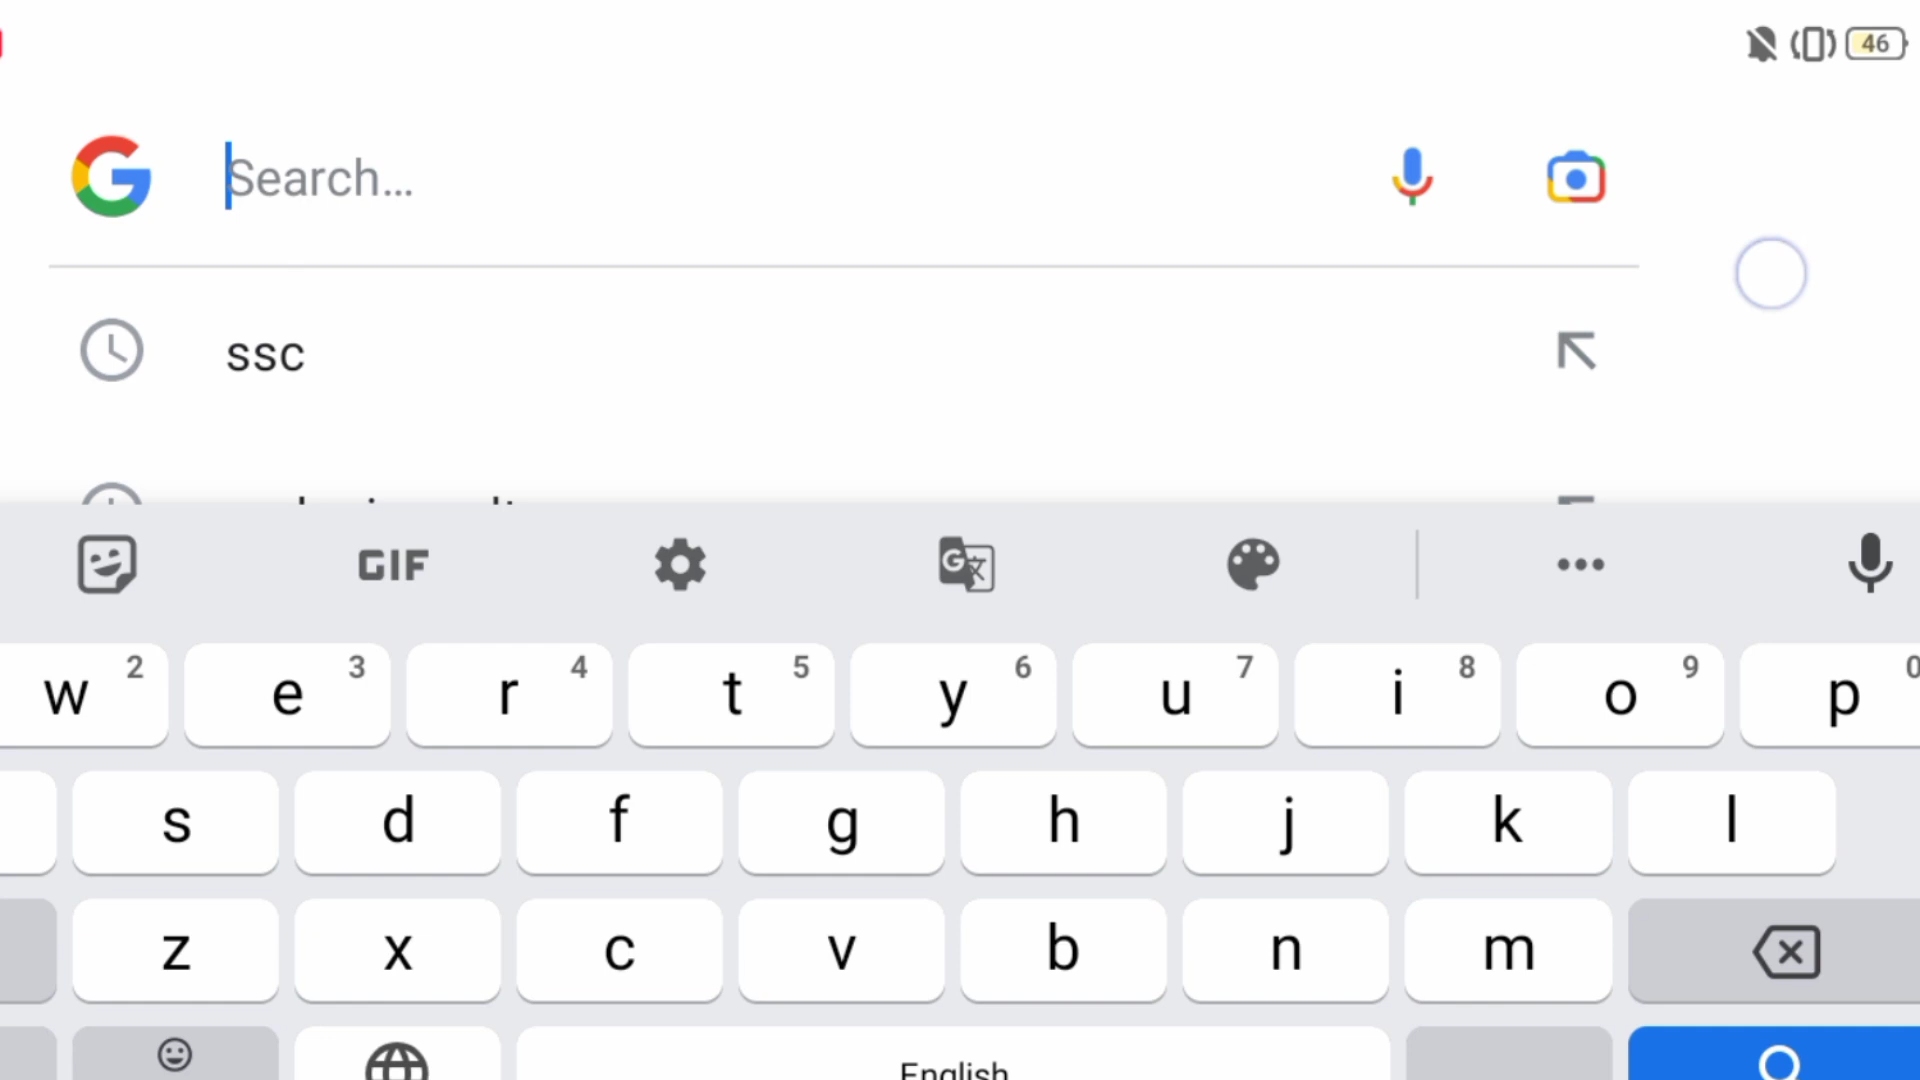 46
Search...
ssc
GIF
w 2 e 3 r 4 t 5 y 6 u 7 i 8 o 9 p 0
s d f g h j k l
z x c v b n m
English